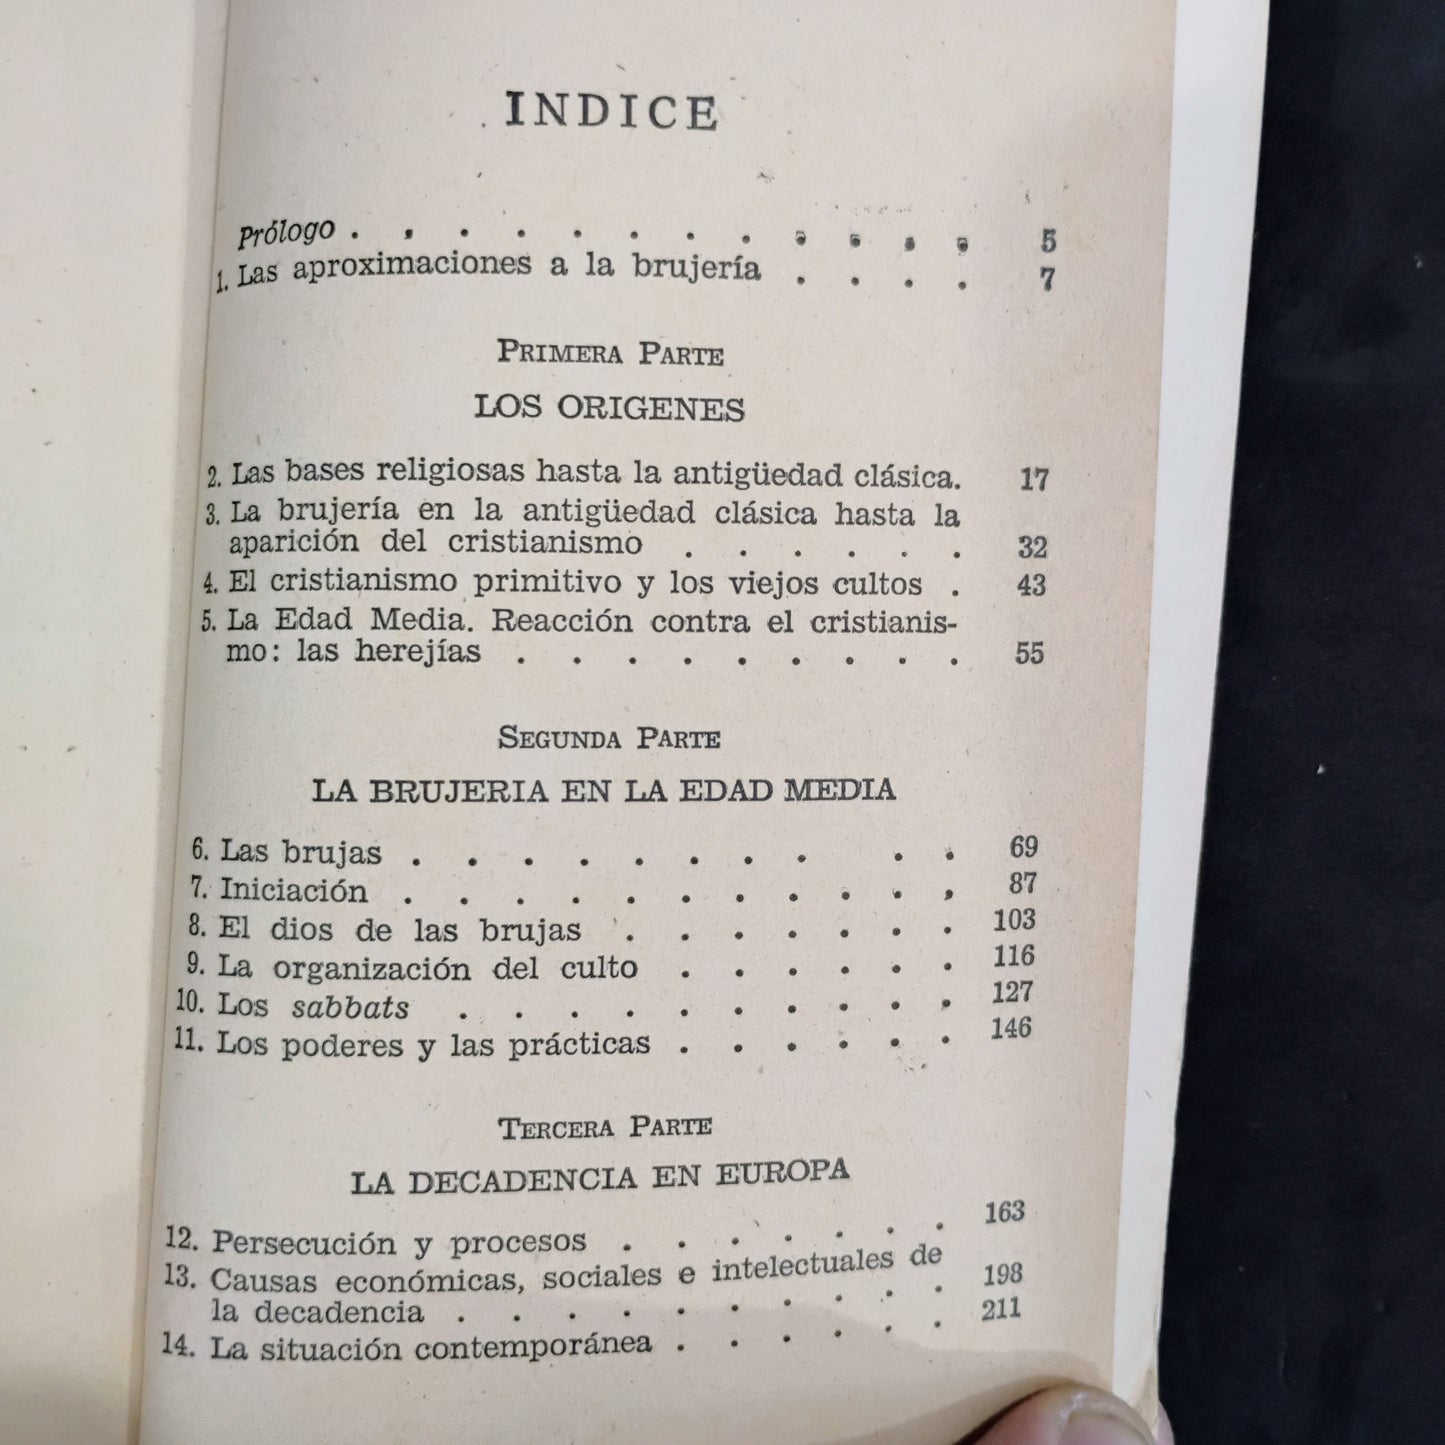 INDICE
Prólogo . . . . . . . . . . . . 5
1. Las aproximaciones a la brujería . . . . 7
PRIMERA PARTE
LOS ORIGENES
2. Las bases religiosas hasta la antigüedad clásica. 17
3. La brujería en la antigüedad clásica hasta la
aparición del cristianismo . . . . . . 32
4. El cristianismo primitivo y los viejos cultos . 43
5. La Edad Media. Reacción contra el cristianis-
mo: las herejías . . . . . . . . . 55
SEGUNDA PARTE
LA BRUJERIA EN LA EDAD MEDIA
6. Las brujas . . . . . . . . . . 69
7. Iniciación . . . . . . . . . . . 87
8. El dios de las brujas . . . . . . . 103
9. La organización del culto . . . . . . 116
10. Los sabbats . . . . . . . . . . 127
11. Los poderes y las prácticas . . . . . . 146
TERCERA PARTE
LA DECADENCIA EN EUROPA
12. Persecución y procesos . . . . . . . 163
13. Causas económicas, sociales e intelectuales de
la decadencia . . . . . . . . . . 198
14. La situación contemporánea . . . . . . 211